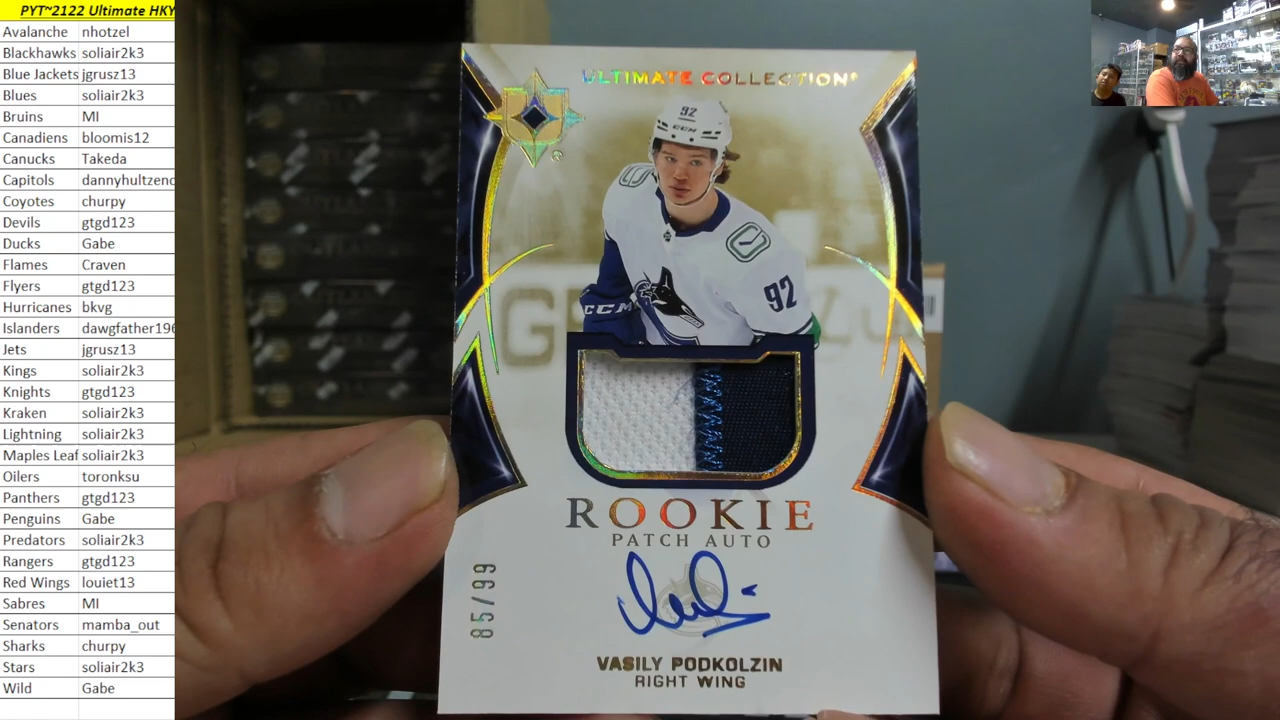 PYT~2122 Ultimate HKY
Avalanche nhotzel
Blackhawks soliair2k3
Blue Jackets jgrusz13
Blues soliair2k3
Bruins MI
Canadiens bloomis12
Canucks Takeda
Capitols dannyhultzend
Coyotes churpy
Devils gtgd123
Ducks Gabe
Flames Craven
Flyers gtgd123
Hurricanes bkvg
Islanders dawgfather196
Jets jgrusz13
Kings soliair2k3
Knights gtgd123
Kraken soliair2k3
Lightning soliair2k3
Maples Leaf soliair2k3
Oilers toronksu
Panthers gtgd123
Penguins Gabe
Predators soliair2k3
Rangers gtgd123
Red Wings louiet13
Sabres MI
Senators mamba_out
Sharks churpy
Stars soliair2k3
Wild Gabe
ULTIMATE COLLECTION®
92
CCM
92
CCM
ROOKIE
PATCH AUTO
85/99
VASILY PODKOLZIN
RIGHT WING